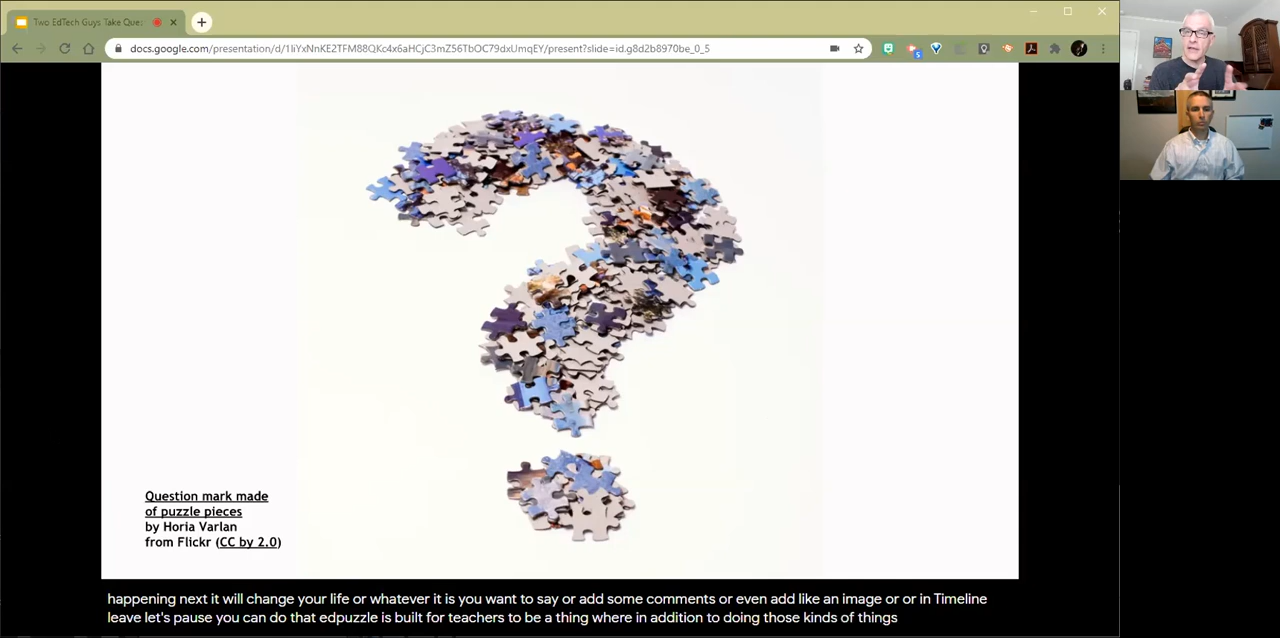 Two EdTech Guys Take Que
docs.google.com/presentation/d/1IiYxNnKE2TFM88QKc4x6aHCjC3mZ56TbOC79dxUmqEY/present?slide=id.g8d2b8970be_0_5
Question mark made
of puzzle pieces
by Horia Varlan
from Flickr (CC by 2.0)
happening next it will change your life or whatever it is you want to say or add some comments or even add like an image or or in Timeline
leave let's pause you can do that edpuzzle is built for teachers to be a thing where in addition to doing those kinds of things